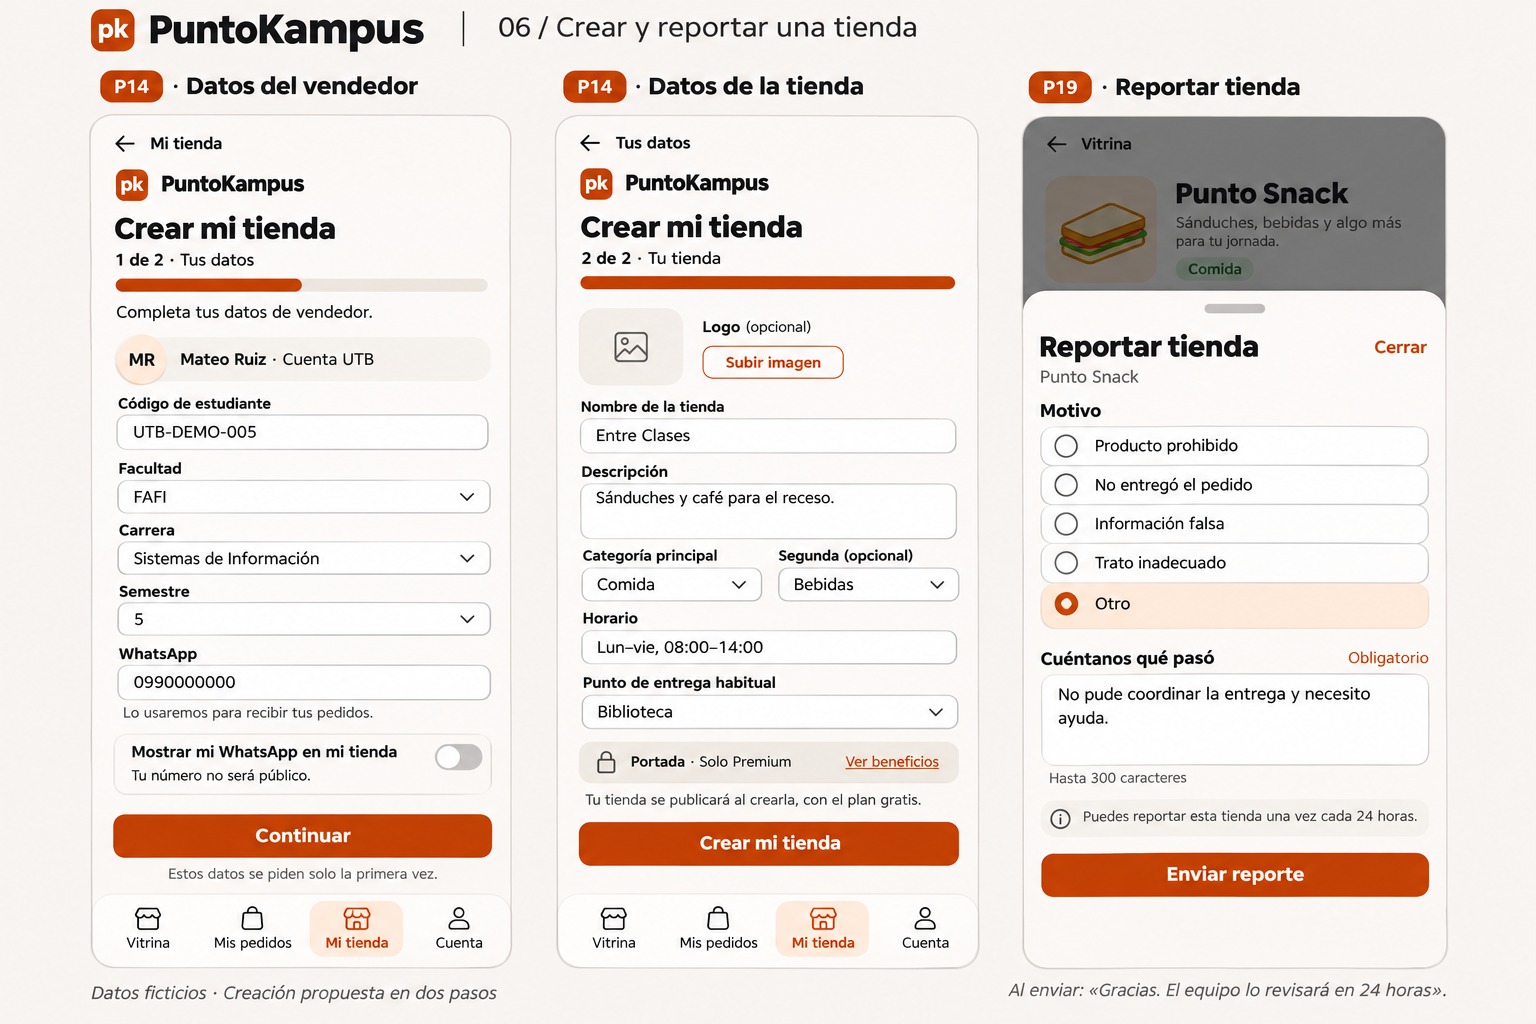 pk PuntoKampus | 06 / Crear y reportar una tienda
P14 · Datos del vendedor
← Mi tienda
pk PuntoKampus
Crear mi tienda
1 de 2 · Tus datos
Completa tus datos de vendedor.
MR Mateo Ruiz · Cuenta UTB
Código de estudiante
UTB-DEMO-005
Facultad
FAFI
Carrera
Sistemas de Información
Semestre
5
WhatsApp
0990000000
Lo usaremos para recibir tus pedidos.
Mostrar mi WhatsApp en mi tienda
Tu número no será público.
Continuar
Estos datos se piden solo la primera vez.
Vitrina Mis pedidos Mi tienda Cuenta
Datos ficticios · Creación propuesta en dos pasos
P14 · Datos de la tienda
← Tus datos
pk PuntoKampus
Crear mi tienda
2 de 2 · Tu tienda
Logo (opcional)
Subir imagen
Nombre de la tienda
Entre Clases
Descripción
Sánduches y café para el receso.
Categoría principal Segunda (opcional)
Comida Bebidas
Horario
Lun–vie, 08:00–14:00
Punto de entrega habitual
Biblioteca
Portada · Solo Premium Ver beneficios
Tu tienda se publicará al crearla, con el plan gratis.
Crear mi tienda
Vitrina Mis pedidos Mi tienda Cuenta
P19 · Reportar tienda
← Vitrina
Punto Snack
Sánduches, bebidas y algo más
para tu jornada.
Comida
Reportar tienda Cerrar
Punto Snack
Motivo
Producto prohibido
No entregó el pedido
Información falsa
Trato inadecuado
Otro
Cuéntanos qué pasó Obligatorio
No pude coordinar la entrega y necesito
ayuda.
Hasta 300 caracteres
Puedes reportar esta tienda una vez cada 24 horas.
Enviar reporte
Al enviar: «Gracias. El equipo lo revisará en 24 horas».